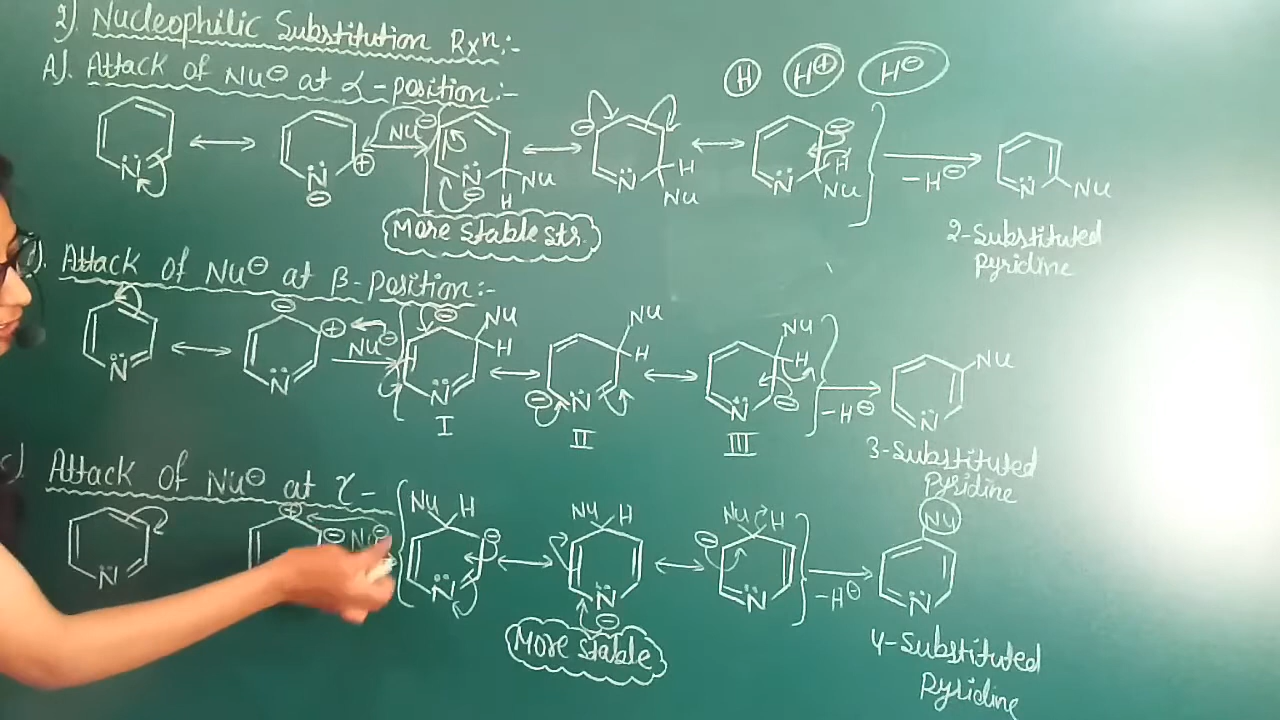 2). Nucleophilic Substitution Rxⁿ:-
A). Attack of Nu⊖ at α-position:-
H H⊕ H⊖
N N ⊖ ⊕ Nu⊖ N ⊖ H Nu ⊖ N H Nu ⊖ N H Nu -H⊖ N Nu
More stable str.
2-Substituted
pyridine
). Attack of Nu⊖ at β-position:-
N ⊖ ⊕ N Nu⊖ ⊖ Nu H N ⊖ Nu H N Nu H ⊖ N -H⊖ Nu N
I II III
3-Substituted
Pyridine
c). Attack of Nu⊖ at γ-
N ⊕ ⊖ Nu⊖ Nu H ⊖ N Nu H N ⊖ ⊖ Nu H N -H⊖ Nu N
More stable
4-Substituted
Pyridine